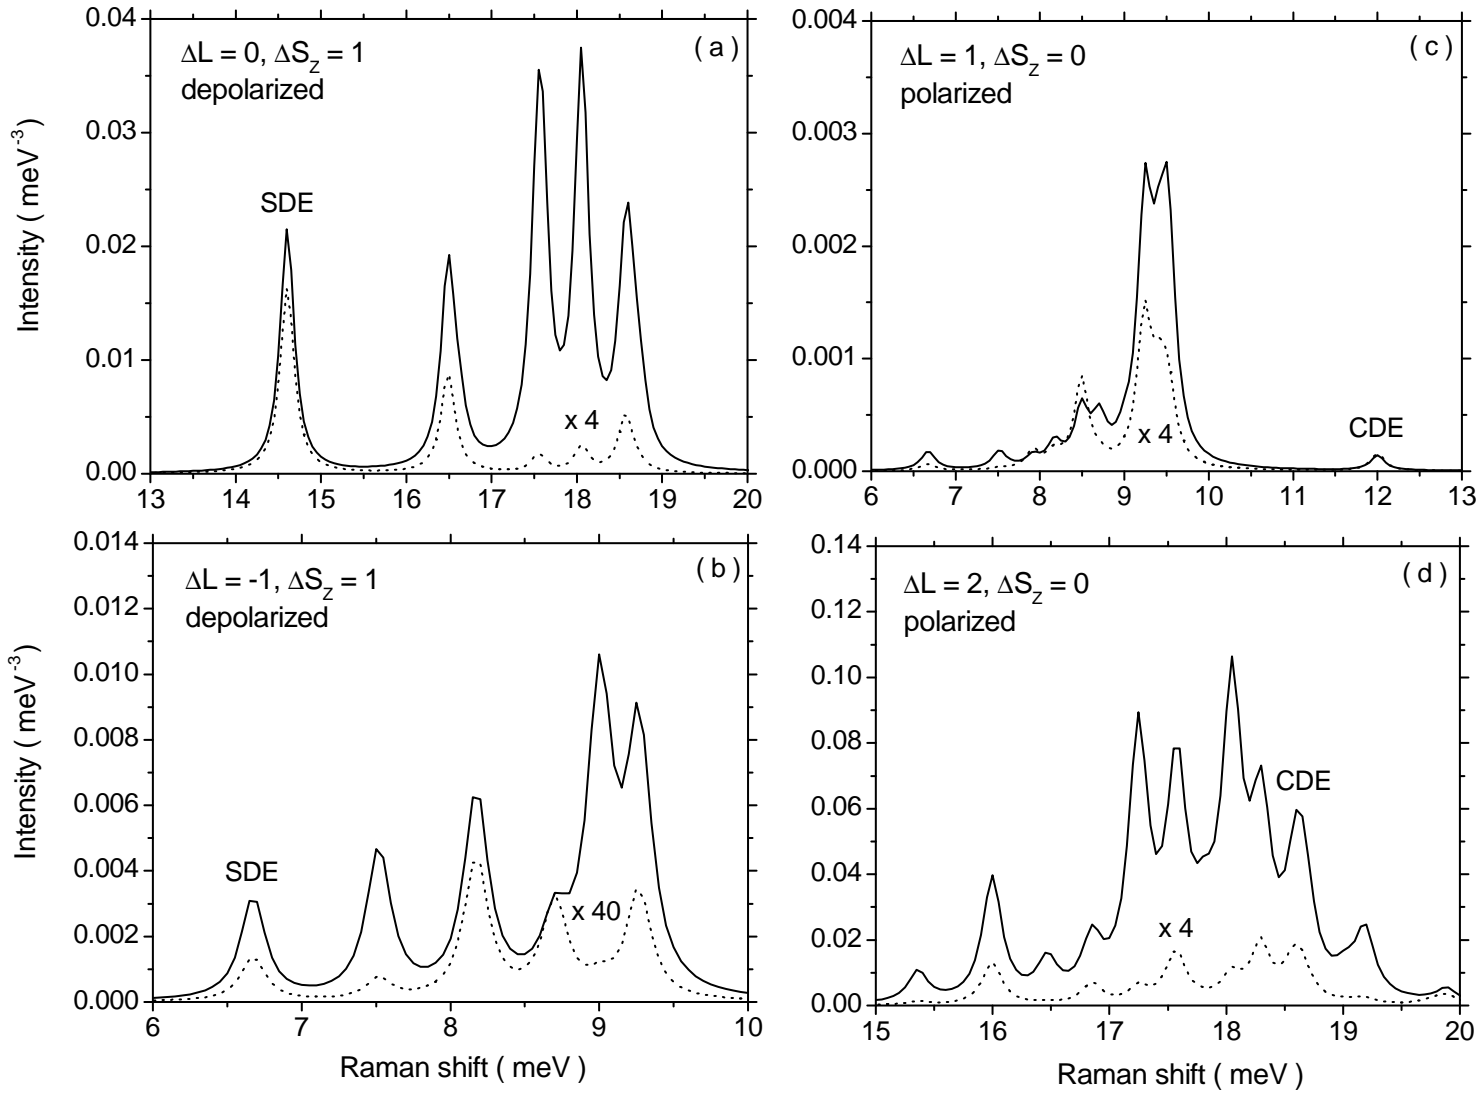 Intensity ( meV⁻³ )
0.04
0.03
0.02
0.01
0.00
ΔL = 0, ΔS_z = 1
depolarized
( a )
SDE
x 4
13 14 15 16 17 18 19 20
0.004
0.003
0.002
0.001
0.000
ΔL = 1, ΔS_z = 0
polarized
( c )
x 4
CDE
6 7 8 9 10 11 12 13
Intensity ( meV⁻³ )
0.014
0.012
0.010
0.008
0.006
0.004
0.002
0.000
ΔL = -1, ΔS_z = 1
depolarized
( b )
SDE
x 40
6 7 8 9 10
Raman shift ( meV )
0.14
0.12
0.10
0.08
0.06
0.04
0.02
0.00
ΔL = 2, ΔS_z = 0
polarized
( d )
CDE
x 4
15 16 17 18 19 20
Raman shift ( meV )